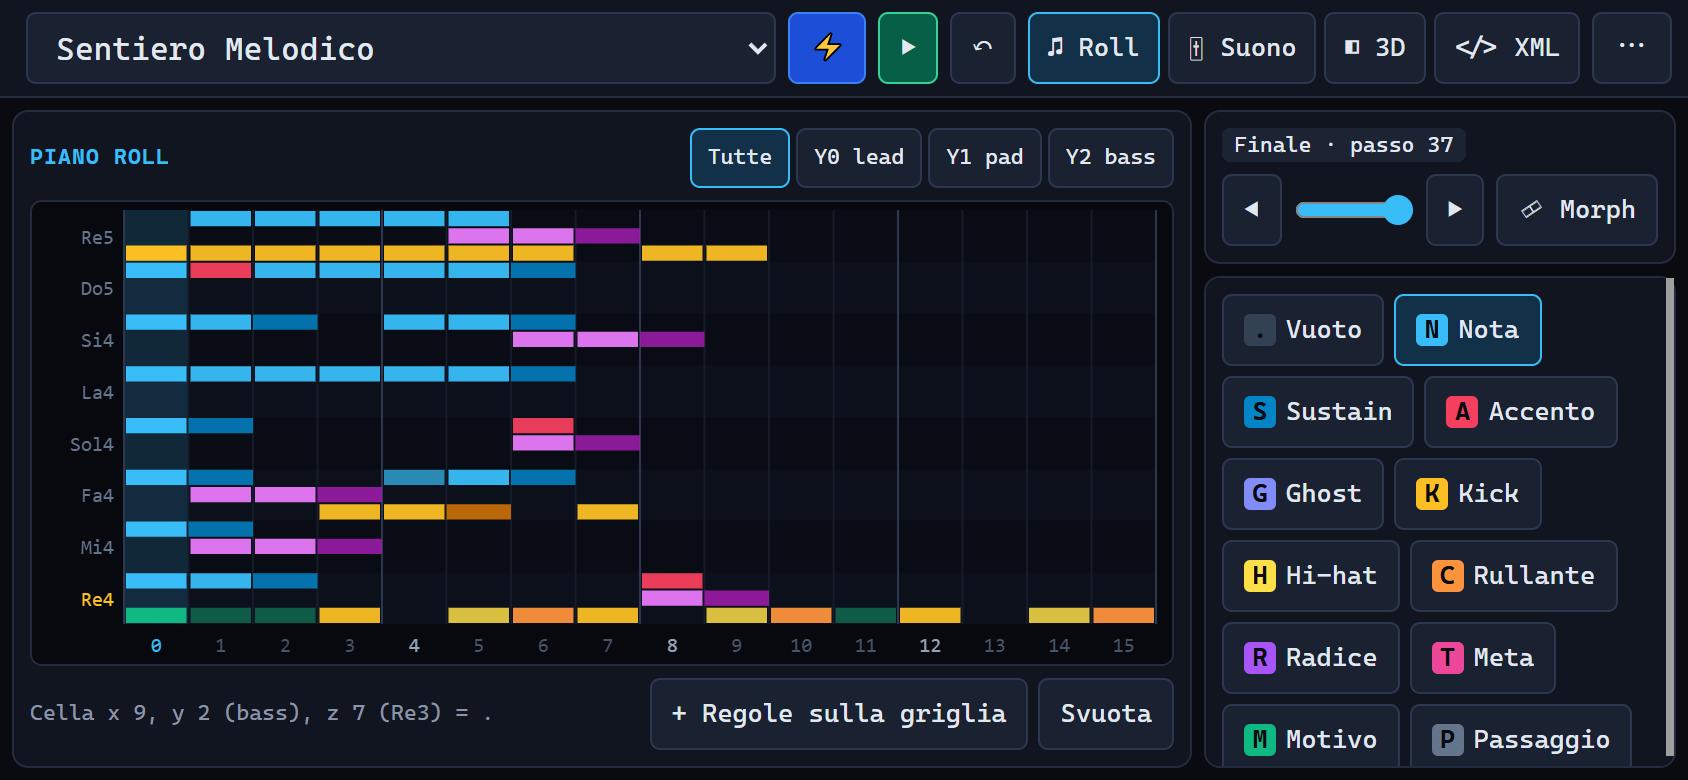 Sentiero Melodico
Roll
Suono
3D
</> XML
...
PIANO ROLL
Tutte
Y0 lead
Y1 pad
Y2 bass
Re5
Do5
Si4
La4
Sol4
Fa4
Mi4
Re4
0 1 2 3 4 5 6 7 8 9 10 11 12 13 14 15
Cella x 9, y 2 (bass), z 7 (Re3) = .
+ Regole sulla griglia
Svuota
Finale · passo 37
Morph
. Vuoto
N Nota
S Sustain
A Accento
G Ghost
K Kick
H Hi-hat
C Rullante
R Radice
T Meta
M Motivo
P Passaggio